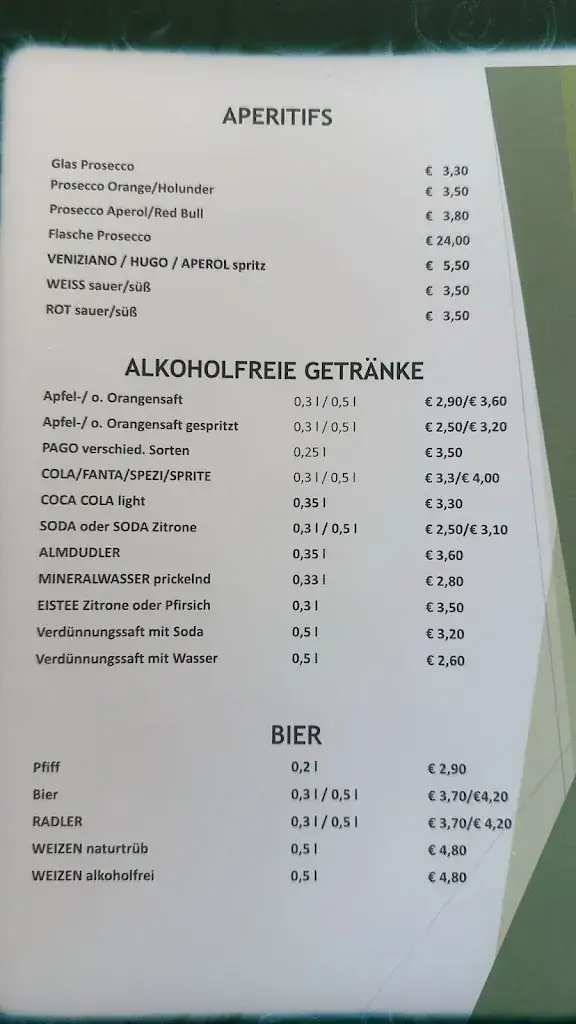 APERITIFS
Glas Prosecco € 3,30
Prosecco Orange/Holunder € 3,50
Prosecco Aperol/Red Bull € 3,80
Flasche Prosecco € 24,00
VENIZIANO / HUGO / APEROL spritz € 5,50
WEISS sauer/süß € 3,50
ROT sauer/süß € 3,50
ALKOHOLFREIE GETRÄNKE
Apfel-/ o. Orangensaft 0,3 l / 0,5 l € 2,90/€ 3,60
Apfel-/ o. Orangensaft gespritzt 0,3 l / 0,5 l € 2,50/€ 3,20
PAGO verschied. Sorten 0,25 l € 3,50
COLA/FANTA/SPEZI/SPRITE 0,3 l / 0,5 l € 3,3/€ 4,00
COCA COLA light 0,35 l € 3,30
SODA oder SODA Zitrone 0,3 l / 0,5 l € 2,50/€ 3,10
ALMDUDLER 0,35 l € 3,60
MINERALWASSER prickelnd 0,33 l € 2,80
EISTEE Zitrone oder Pfirsich 0,3 l € 3,50
Verdünnungssaft mit Soda 0,5 l € 3,20
Verdünnungssaft mit Wasser 0,5 l € 2,60
BIER
Pfiff 0,2 l € 2,90
Bier 0,3 l / 0,5 l € 3,70/€4,20
RADLER 0,3 l / 0,5 l € 3,70/€ 4,20
WEIZEN naturtrüb 0,5 l € 4,80
WEIZEN alkoholfrei 0,5 l € 4,80